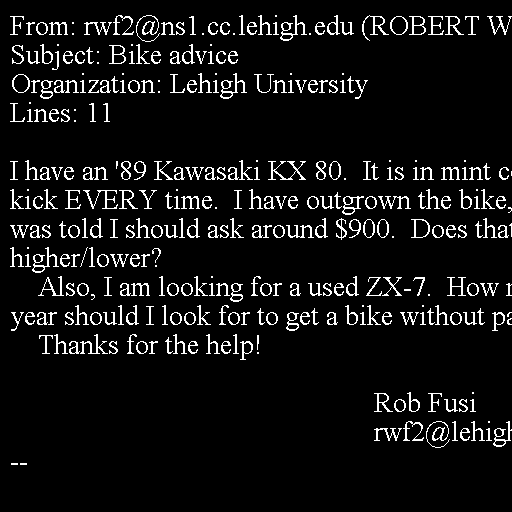 From: rwf2@ns1.cc.lehigh.edu (ROBERT W
Subject: Bike advice
Organization: Lehigh University
Lines: 11
I have an '89 Kawasaki KX 80.  It is in mint
kick EVERY time.  I have outgrown the bike,
was told I should ask around $900.  Does that
higher/lower?
Also, I am looking for a used ZX-7.  How
year should I look for to get a bike without
Thanks for the help!
Rob Fusi
rwf2@lehigh
--